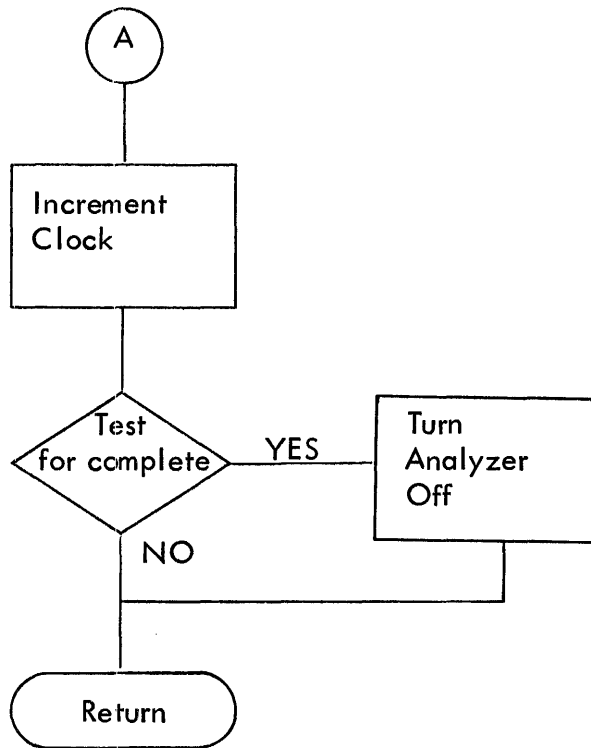 A
Increment
Clock
Test
for complete
YES
Turn
Analyzer
Off
NO
Return